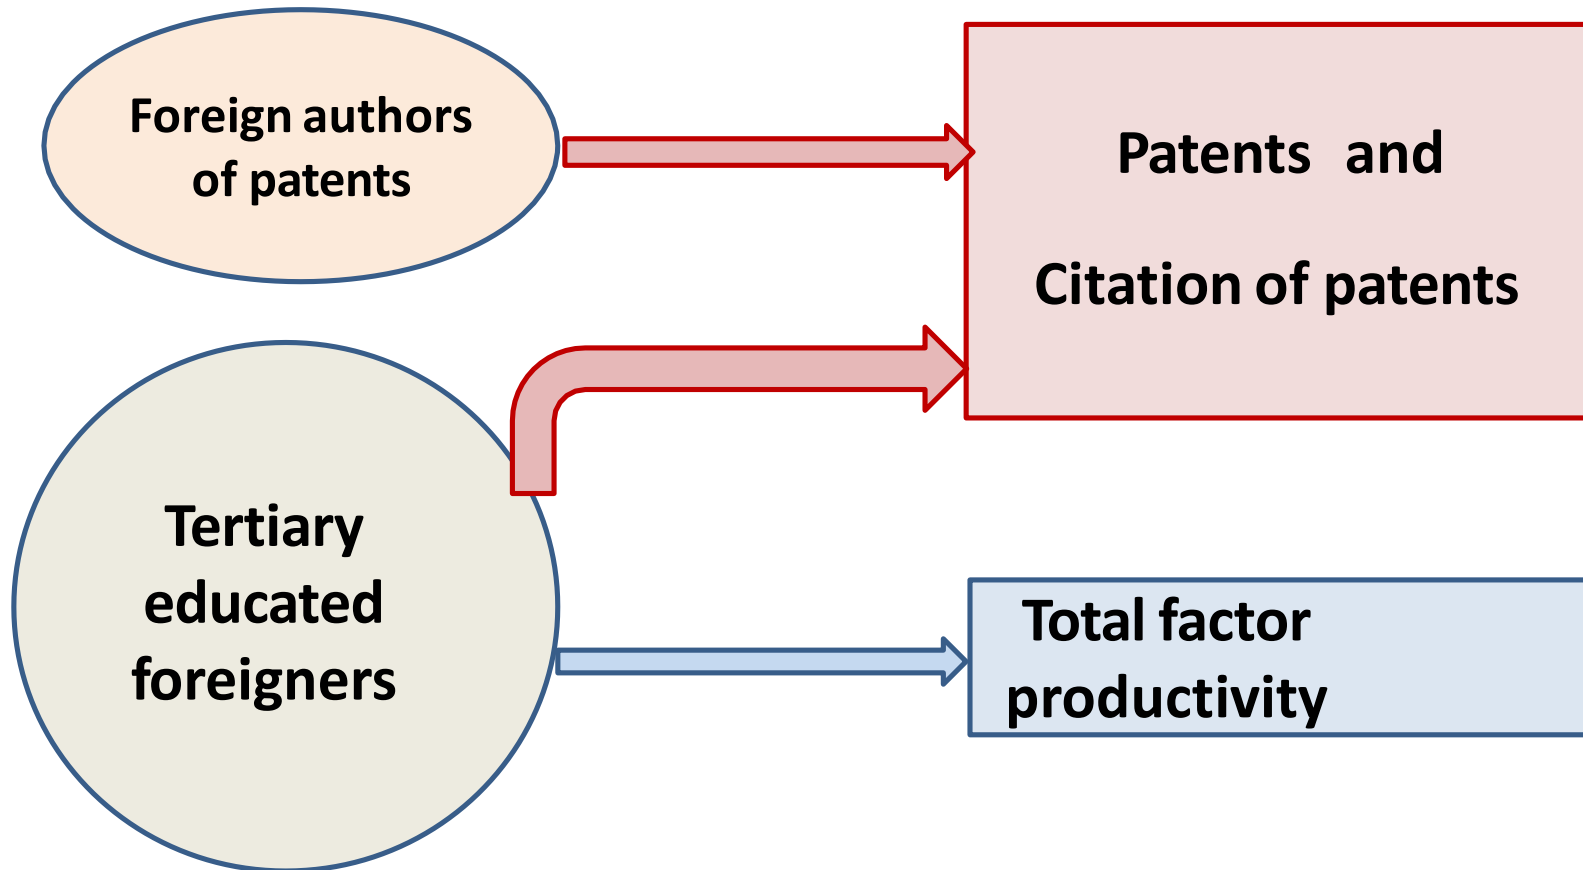 Foreign authors
of patents
Patents and
Citation of patents
Tertiary
educated
foreigners
Total factor
productivity